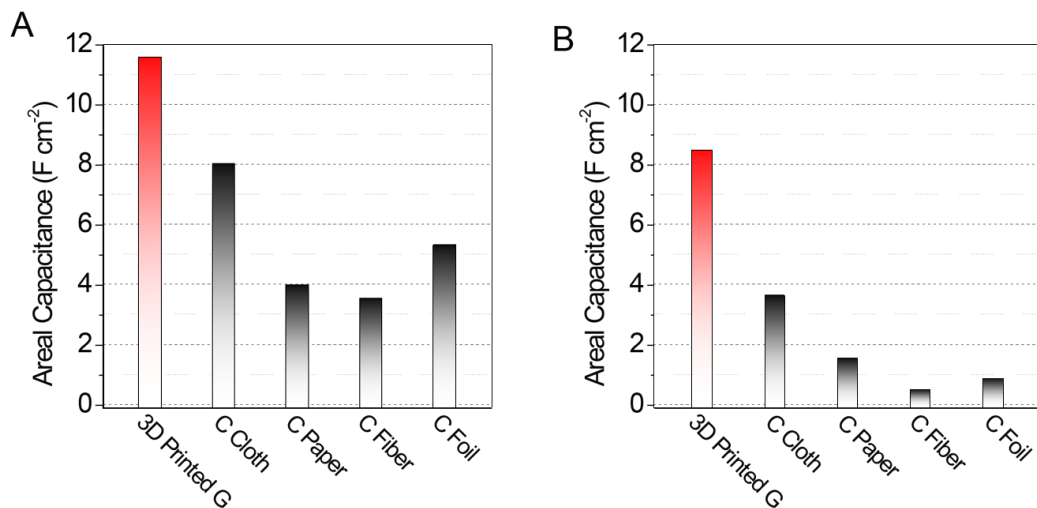 A
Areal Capacitance (F cm⁻²)
12
10
8
6
4
2
0
3D Printed G
C Cloth
C Paper
C Fiber
C Foil
B
Areal Capacitance (F cm⁻²)
12
10
8
6
4
2
0
3D Printed G
C Cloth
C Paper
C Fiber
C Foil